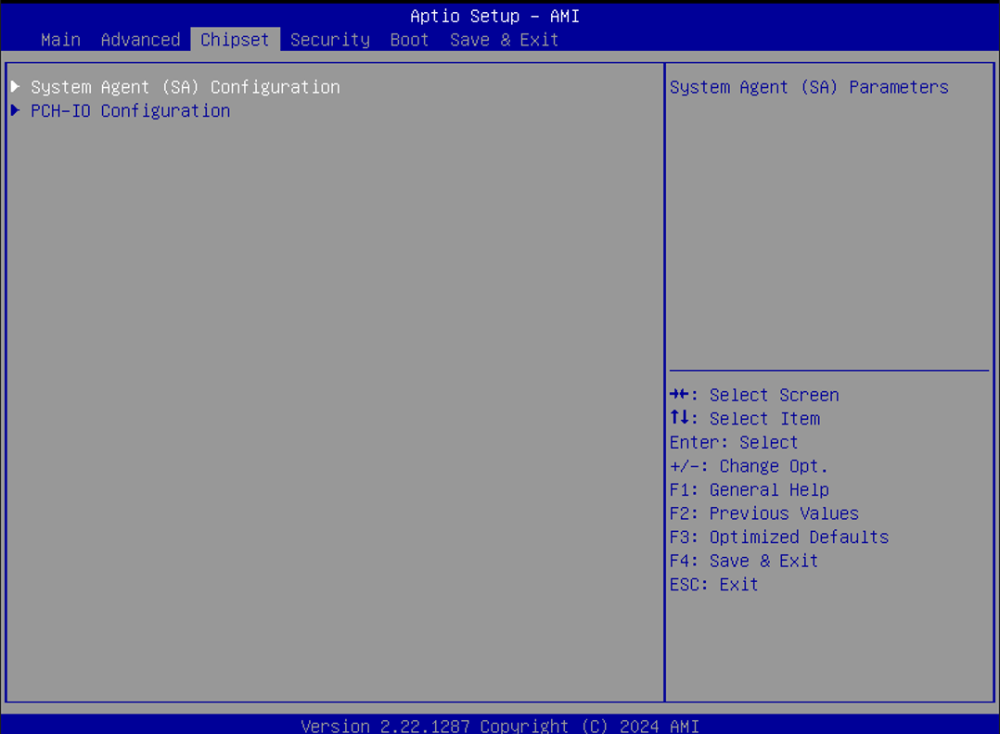 Aptio Setup – AMI
Main Advanced Chipset Security Boot Save & Exit
System Agent (SA) Configuration
PCH-IO Configuration
System Agent (SA) Parameters
→←: Select Screen
↑↓: Select Item
Enter: Select
+/-: Change Opt.
F1: General Help
F2: Previous Values
F3: Optimized Defaults
F4: Save & Exit
ESC: Exit
Version 2.22.1287 Copyright (C) 2024 AMI